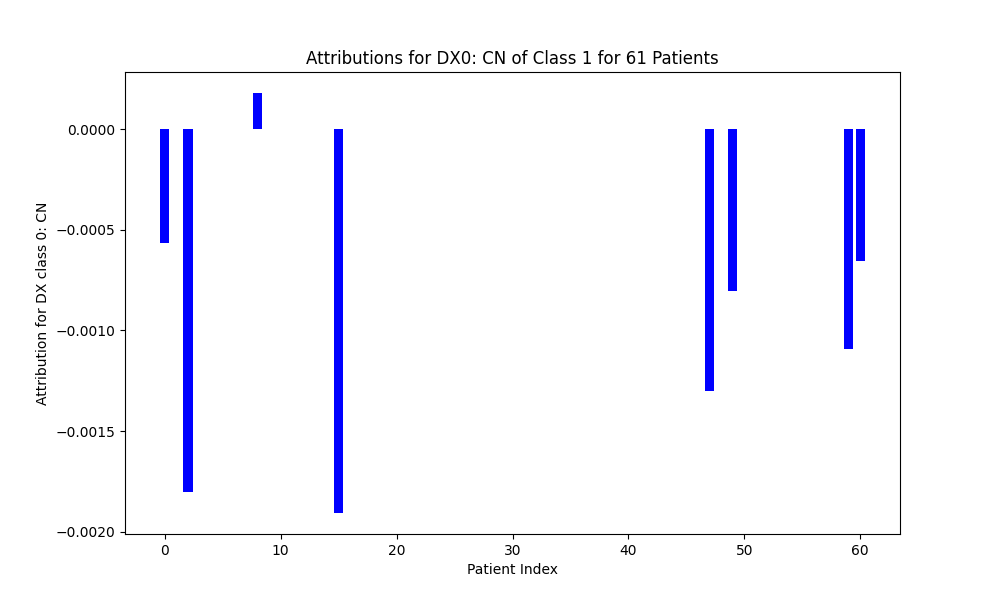 Attributions for DX0: CN of Class 1 for 61 Patients
Attribution for DX class 0: CN
0.0000
−0.0005
−0.0010
−0.0015
−0.0020
0 10 20 30 40 50 60
Patient Index